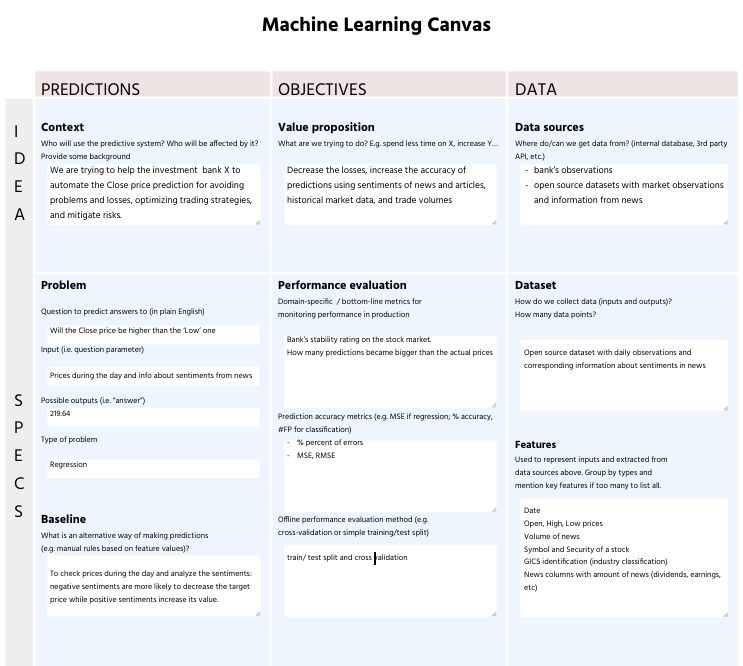 Machine Learning Canvas
PREDICTIONS
OBJECTIVES
DATA
I
D
E
A
Context
Who will use the predictive system? Who will be affected by it?
Provide some background
We are trying to help the investment bank X to
automate the Close price prediction for avoiding
problems and losses, optimizing trading strategies,
and mitigate risks.
Value proposition
What are we trying to do? E.g. spend less time on X, increase Y...
Decrease the losses, increase the accuracy of
predictions using sentiments of news and articles,
historical market data, and trade volumes
Data sources
Where do/can we get data from? (internal database, 3rd party
API, etc.)
- bank's observations
- open source datasets with market observations
and information from news
S
P
E
C
S
Problem
Question to predict answers to (in plain English)
Will the Close price be higher than the 'Low' one
Input (i.e. question parameter)
Prices during the day and info about sentiments from news
Possible outputs (i.e. "answer")
219.64
Type of problem
Regression
Baseline
What is an alternative way of making predictions
(e.g. manual rules based on feature values)?
To check prices during the day and analyze the sentiments:
negative sentiments are more likely to decrease the target
price while positive sentiments increase its value.
Performance evaluation
Domain-specific / bottom-line metrics for
monitoring performance in production
Bank's stability rating on the stock market.
How many predictions became bigger than the actual prices
Prediction accuracy metrics (e.g. MSE if regression; % accuracy,
#FP for classification)
- % percent of errors
- MSE, RMSE
Offline performance evaluation method (e.g.
cross-validation or simple training/test split)
train/ test split and cross validation
Dataset
How do we collect data (inputs and outputs)?
How many data points?
Open source dataset with daily observations and
corresponding information about sentiments in news
Features
Used to represent inputs and extracted from
data sources above. Group by types and
mention key features if too many to list all.
Date
Open, High, Low prices
Volume of news
Symbol and Security of a stock
GICS identification (industry classification)
News columns with amount of news (dividends, earnings,
etc)